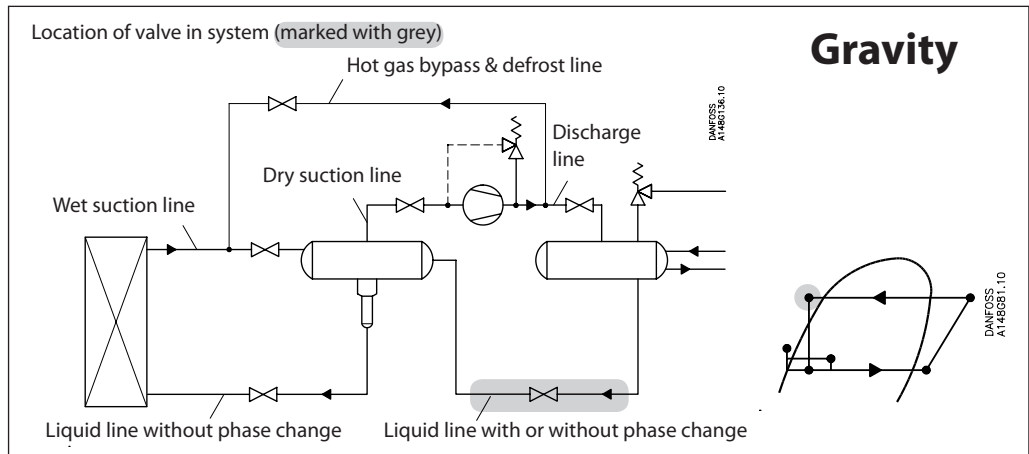 Location of valve in system (marked with grey)
Gravity
Hot gas bypass & defrost line
DANFOSS
A148G136.10
Discharge
line
Dry suction line
Wet suction line
DANFOSS
A148G81.10
Liquid line without phase change
Liquid line with or without phase change